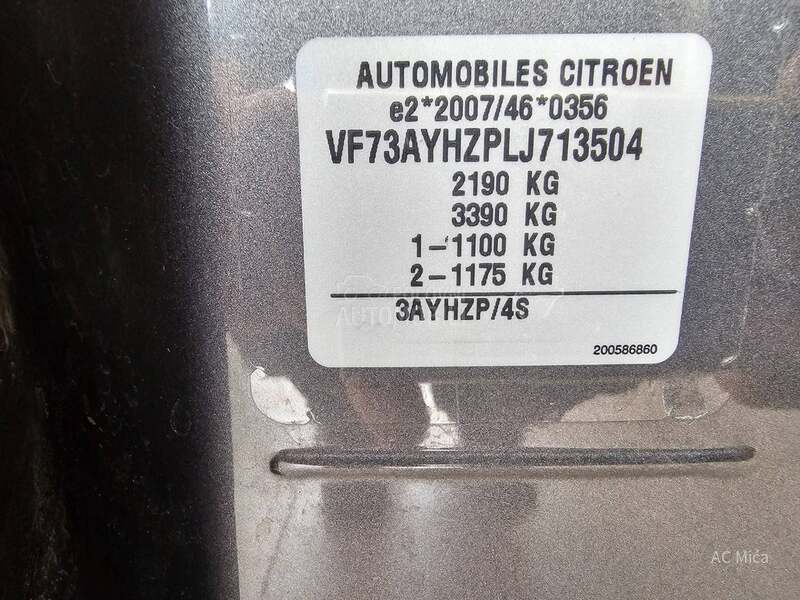 AUTOMOBILES CITROEN
e2*2007/46*0356
VF73AYHZPLJ713504
2190 KG
3390 KG
1-1100 KG
2-1175 KG
3AYHZP/4S
200586860
AC Mića